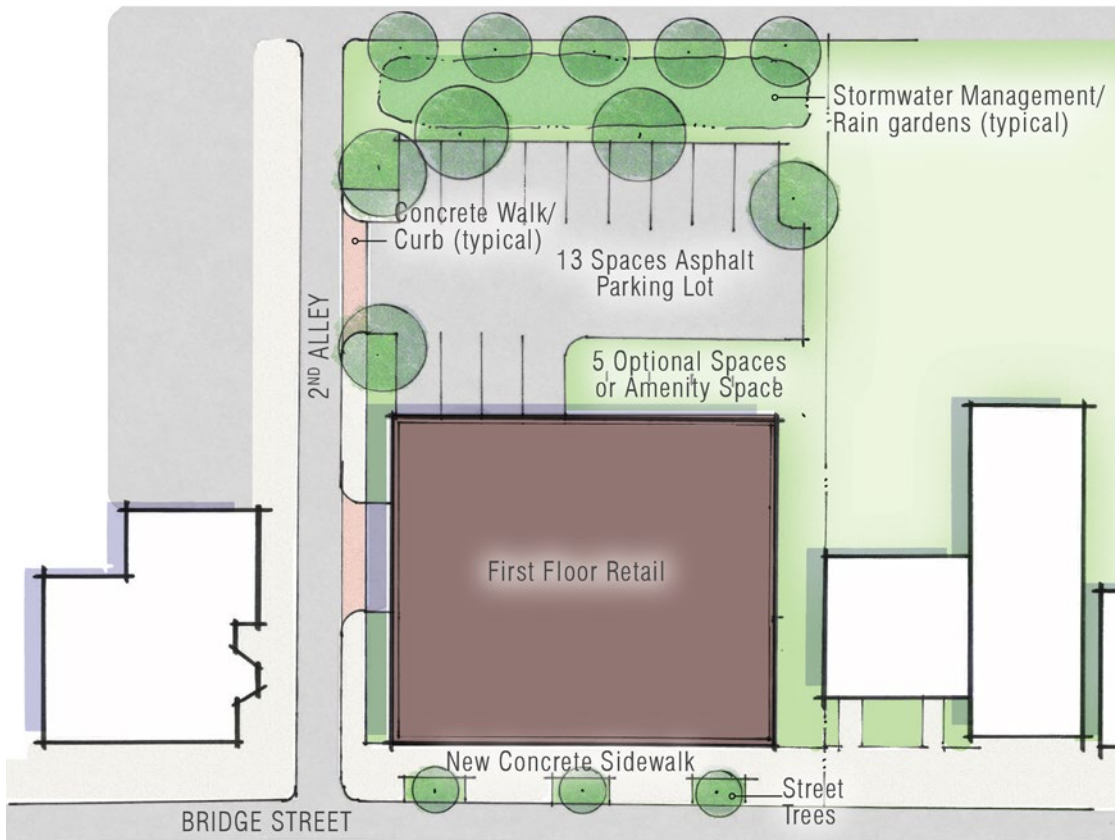 Stormwater Management/
Rain gardens (typical)
Concrete Walk/
Curb (typical)
13 Spaces Asphalt
Parking Lot
2ND ALLEY
5 Optional Spaces
or Amenity Space
First Floor Retail
New Concrete Sidewalk
Street
Trees
BRIDGE STREET